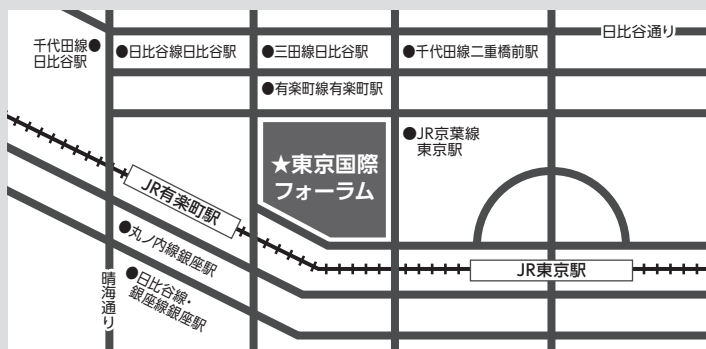 日比谷通り
千代田線●
日比谷駅
●日比谷線日比谷駅
●三田線日比谷駅
●千代田線二重橋前駅
●有楽町線有楽町駅
★東京国際
フォーラム
●JR京葉線
東京駅
JR有楽町駅
●丸ノ内線銀座駅
JR東京駅
●日比谷線・
銀座線銀座駅
晴海通り